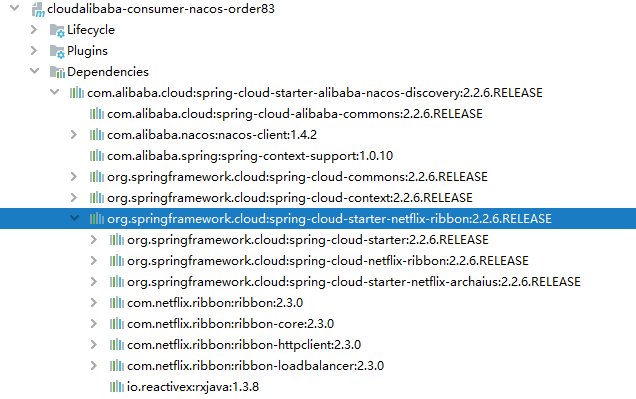 cloudalibaba-consumer-nacos-order83
Lifecycle
Plugins
Dependencies
com.alibaba.cloud:spring-cloud-starter-alibaba-nacos-discovery:2.2.6.RELEASE
com.alibaba.cloud:spring-cloud-alibaba-commons:2.2.6.RELEASE
com.alibaba.nacos:nacos-client:1.4.2
com.alibaba.spring:spring-context-support:1.0.10
org.springframework.cloud:spring-cloud-commons:2.2.6.RELEASE
org.springframework.cloud:spring-cloud-context:2.2.6.RELEASE
org.springframework.cloud:spring-cloud-starter-netflix-ribbon:2.2.6.RELEASE
org.springframework.cloud:spring-cloud-starter:2.2.6.RELEASE
org.springframework.cloud:spring-cloud-netflix-ribbon:2.2.6.RELEASE
org.springframework.cloud:spring-cloud-starter-netflix-archaius:2.2.6.RELEASE
com.netflix.ribbon:ribbon:2.3.0
com.netflix.ribbon:ribbon-core:2.3.0
com.netflix.ribbon:ribbon-httpclient:2.3.0
com.netflix.ribbon:ribbon-loadbalancer:2.3.0
io.reactivex:rxjava:1.3.8